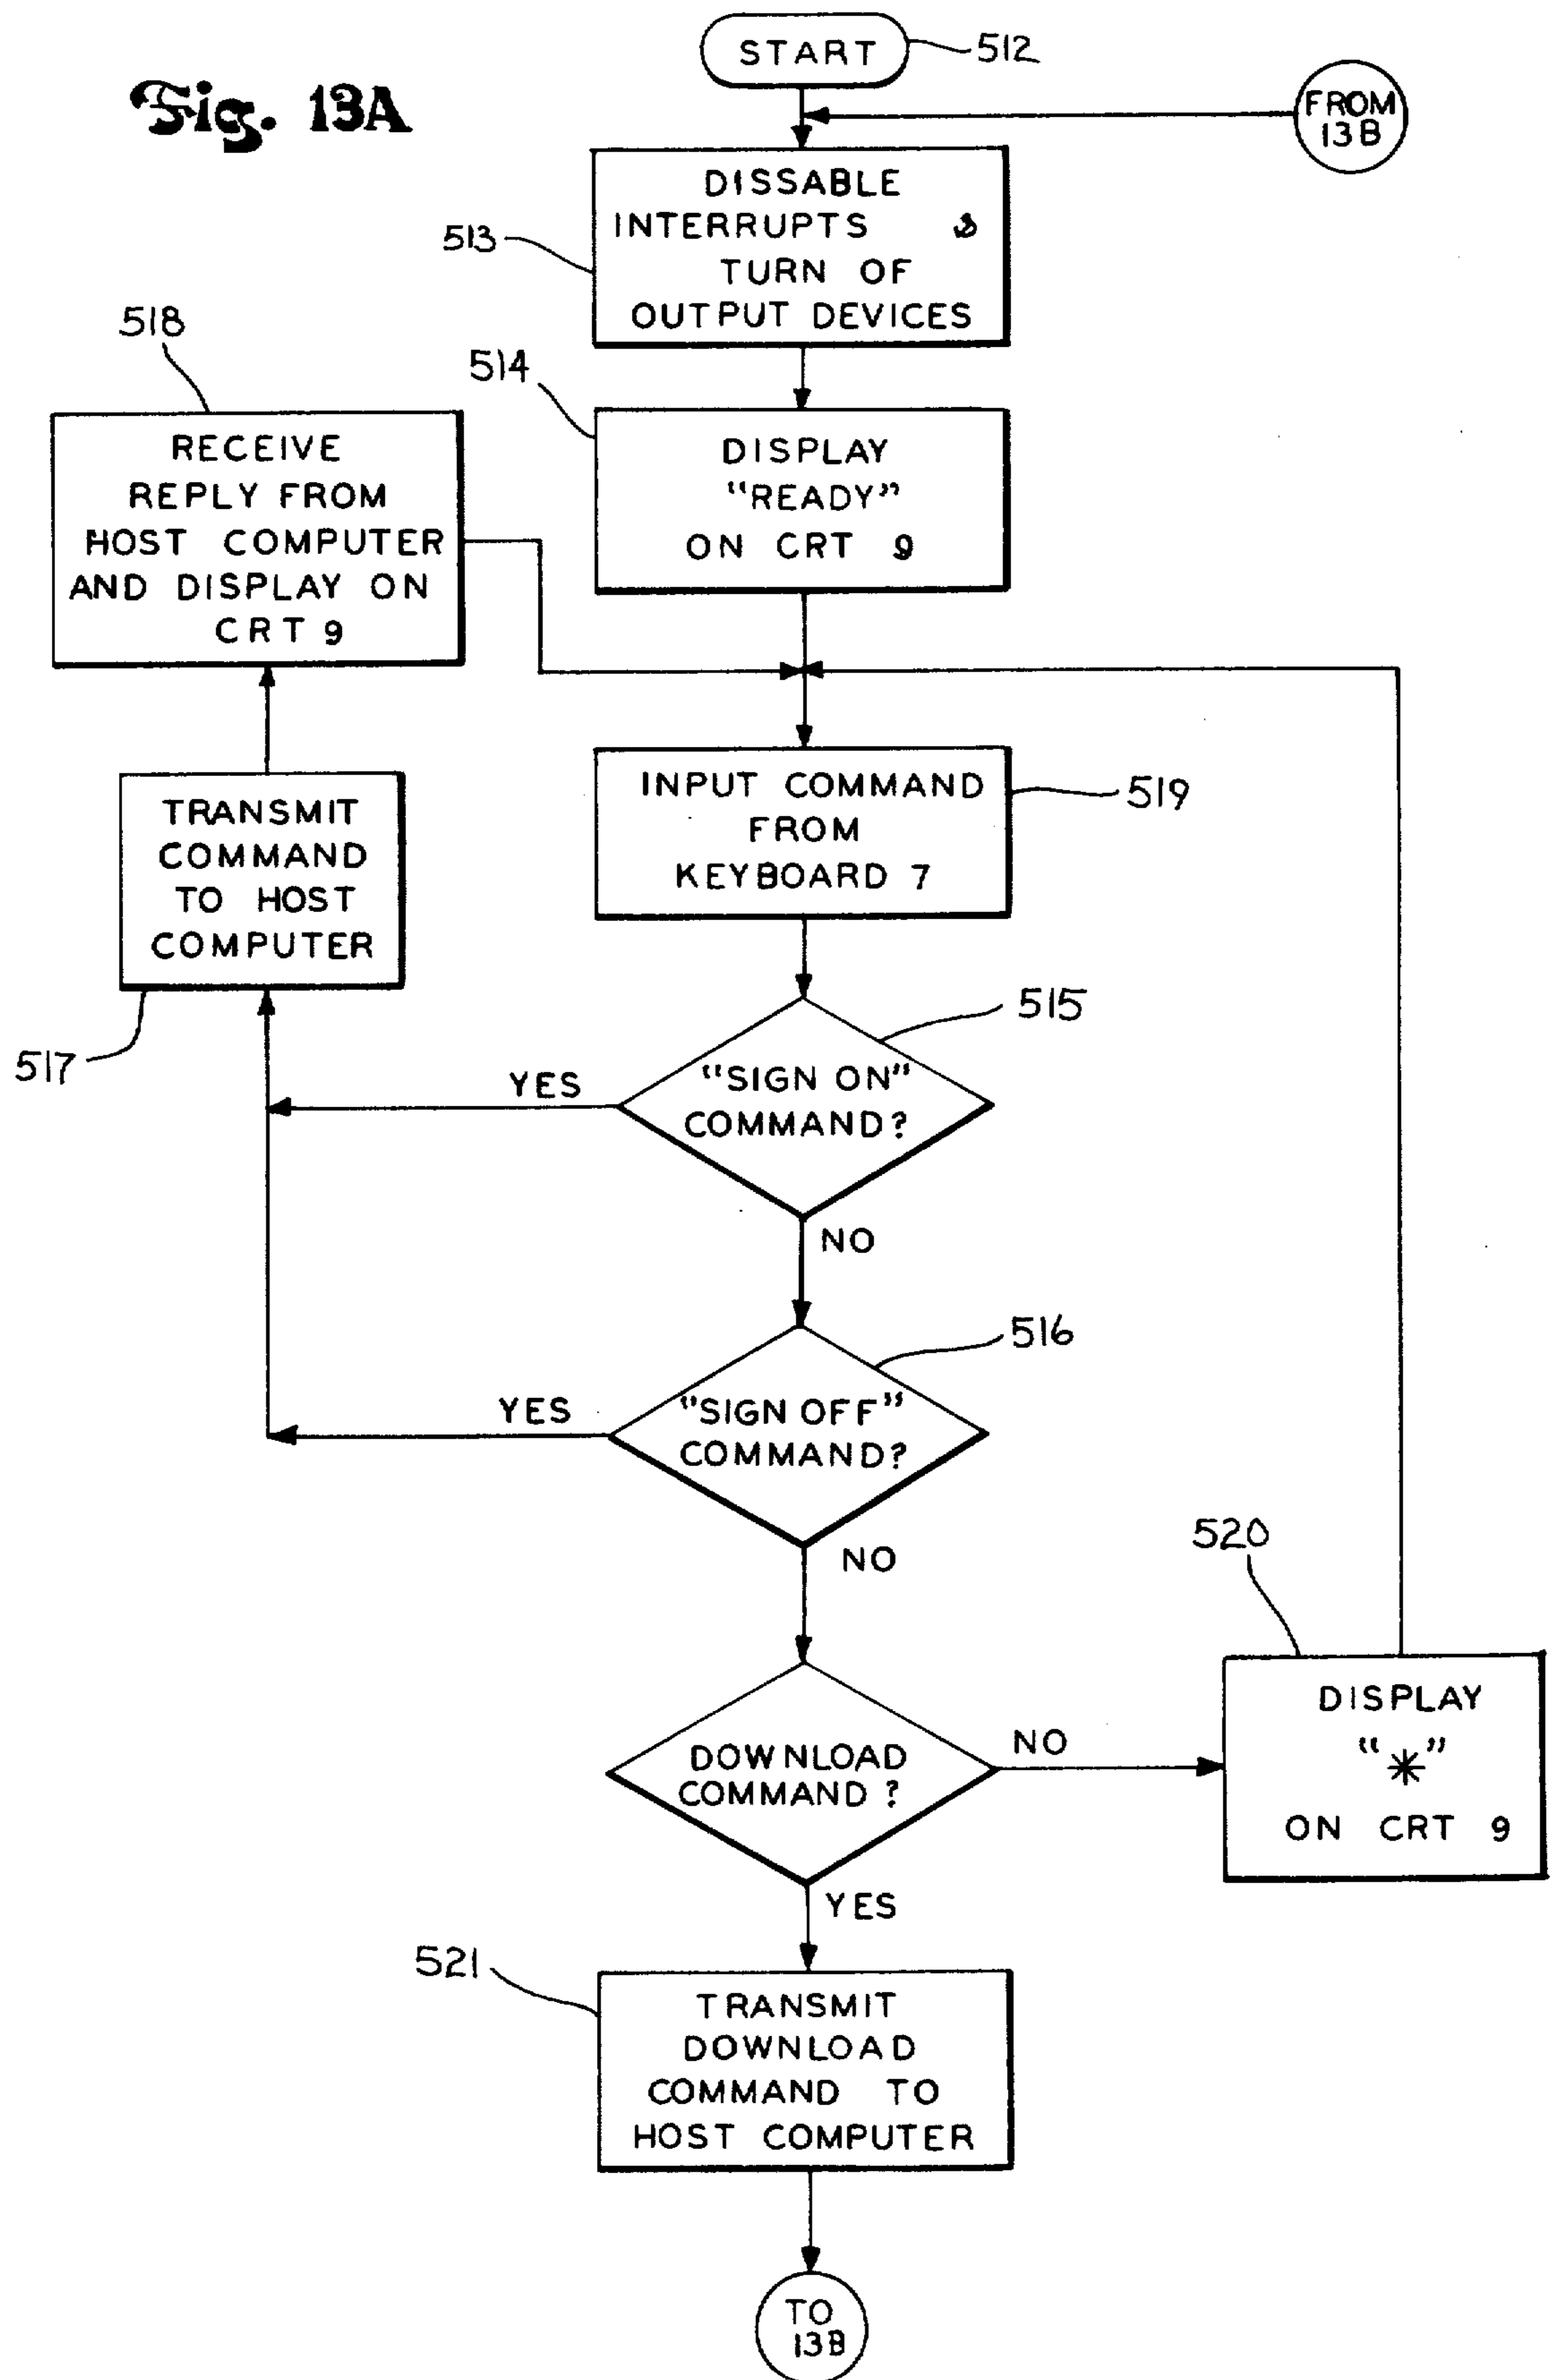 Fig. 13A
START
512
FROM
13B
DISSABLE
INTERRUPTS &
TURN OF
OUTPUT DEVICES
513
514
DISPLAY
"READY"
ON CRT 9
518
RECEIVE
REPLY FROM
HOST COMPUTER
AND DISPLAY ON
CRT 9
TRANSMIT
COMMAND
TO HOST
COMPUTER
517
INPUT COMMAND
FROM
KEYBOARD 7
519
515
"SIGN ON"
COMMAND?
YES
NO
516
"SIGN OFF"
COMMAND?
YES
NO
DOWNLOAD
COMMAND?
NO
YES
520
DISPLAY
"*"
ON CRT 9
521
TRANSMIT
DOWNLOAD
COMMAND TO
HOST COMPUTER
TO
13B